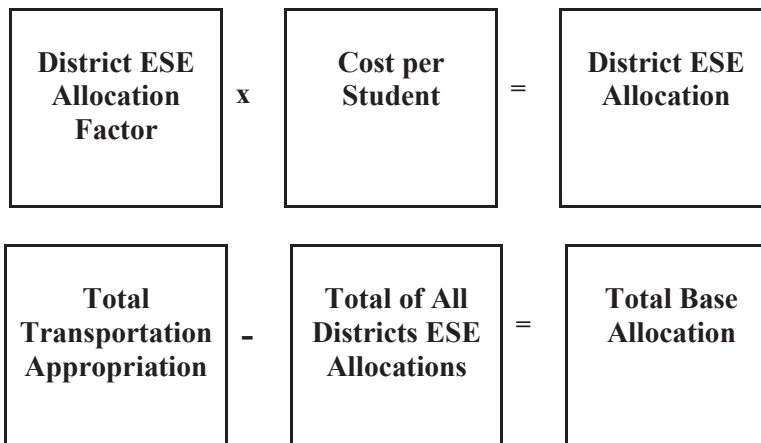 District ESE
Allocation
Factor
x
Cost per
Student
=
District ESE
Allocation
Total
Transportation
Appropriation
-
Total of All
Districts ESE
Allocations
=
Total Base
Allocation